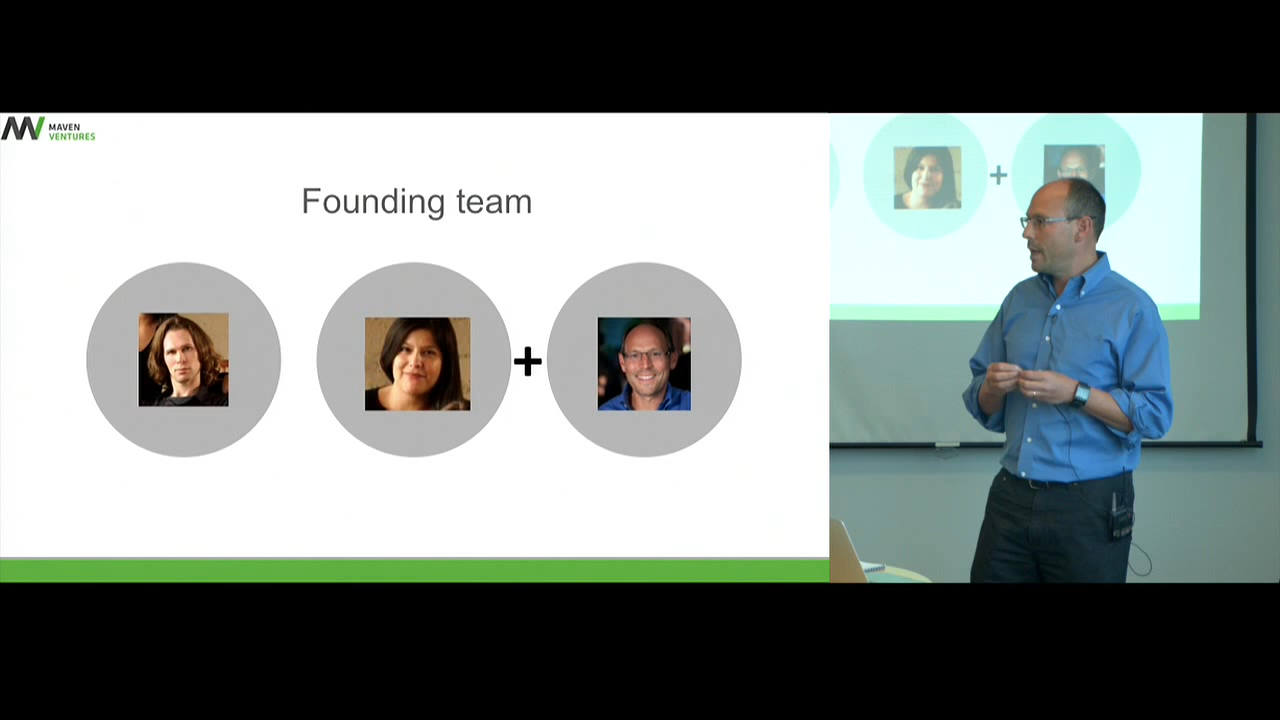 MAVEN
VENTURES
Founding team
+
+